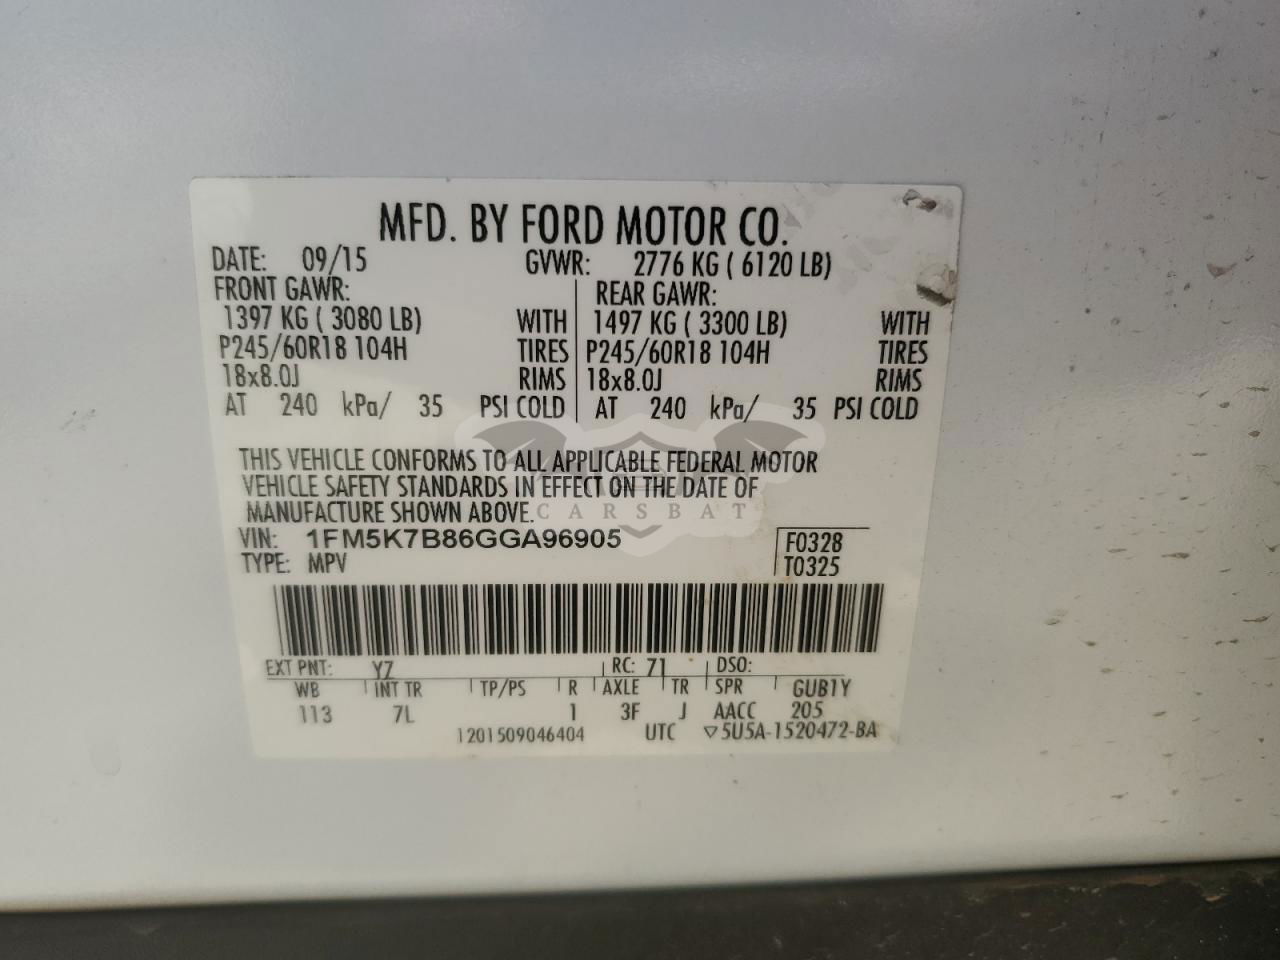 MFD. BY FORD MOTOR CO.
DATE: 09/15 GVWR: 2776 KG ( 6120 LB)
FRONT GAWR: REAR GAWR:
1397 KG ( 3080 LB) WITH 1497 KG ( 3300 LB) WITH
P245/60R18 104H TIRES P245/60R18 104H TIRES
18x8.0J RIMS 18x8.0J RIMS
AT 240 kPa/ 35 PSI COLD AT 240 kPa/ 35 PSI COLD
THIS VEHICLE CONFORMS TO ALL APPLICABLE FEDERAL MOTOR
VEHICLE SAFETY STANDARDS IN EFFECT ON THE DATE OF
MANUFACTURE SHOWN ABOVE.
CARSBAT
VIN: 1FM5K7B86GGA96905 F0328
TYPE: MPV T0325
EXT PNT: YZ RC: 71 DSO:
WB INT TR TP/PS R AXLE TR SPR GUB1Y
113 7L 1 3F J AACC 205
1201509046404 UTC ▽5U5A-1520472-BA